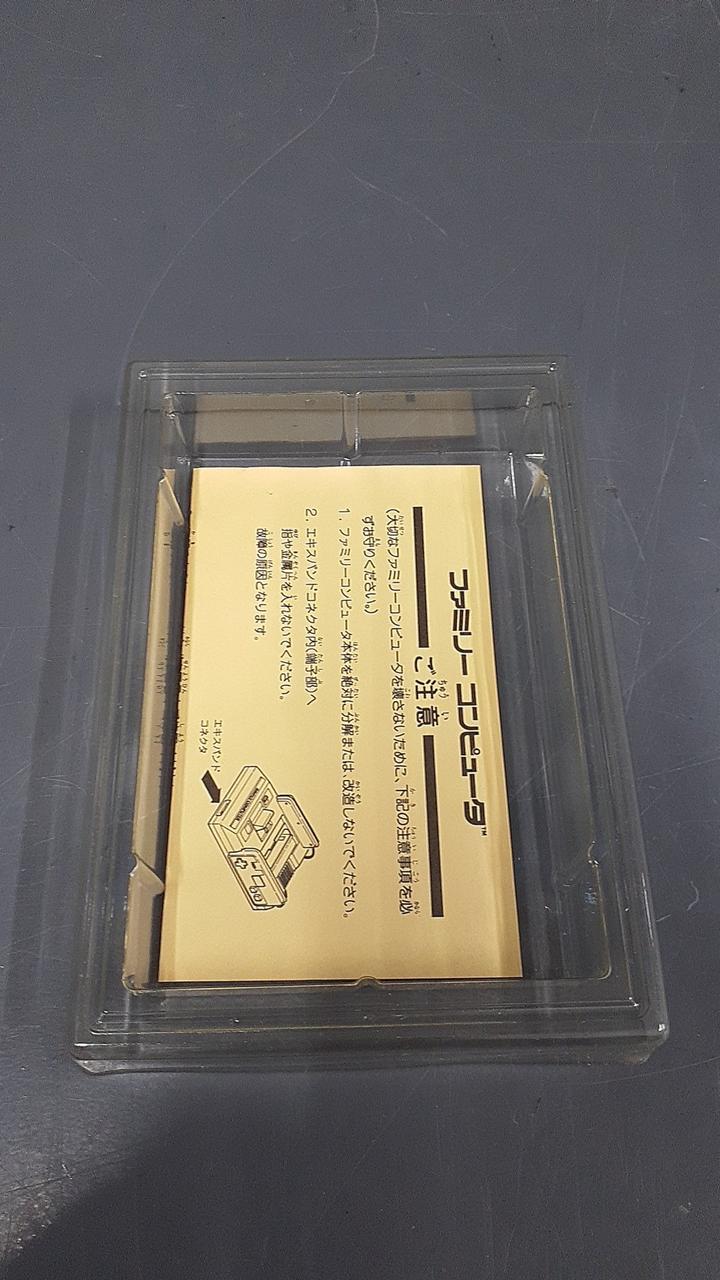 ファミリー コンピュータ™
ご注意
(大切なファミリーコンピュータを壊さないために、下記の注意事項を必
ずお守りください。)
1. ファミリーコンピュータ本体を絶対に分解または、改造しないでください。
2. エキスパンドコネクタ内(端子部)へ
指や金属片を入れないでください。
故障の原因となります。
エキスパンド
コネクタ